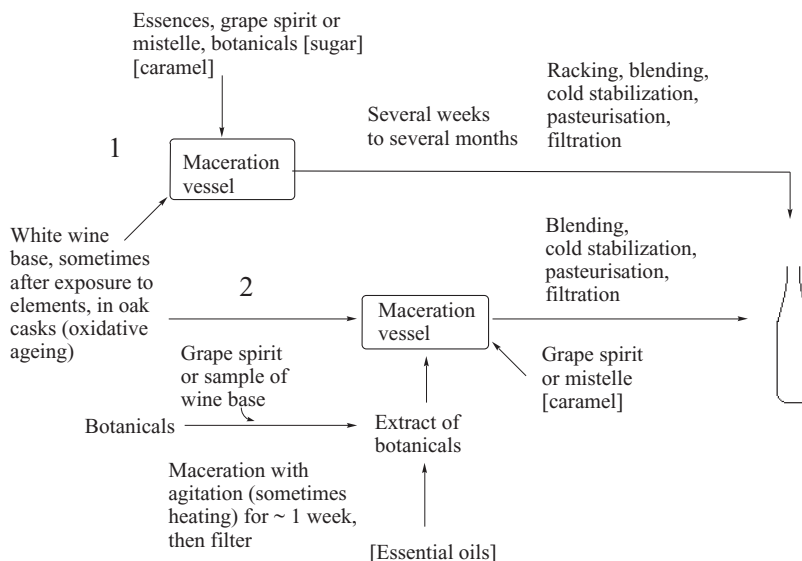 Essences, grape spirit or
mistelle, botanicals [sugar]
[caramel]
Racking, blending,
cold stabilization,
pasteurisation,
filtration
Several weeks
to several months
1
Maceration
vessel
White wine
base, sometimes
after exposure to
elements, in oak
casks (oxidative
ageing)
2
Blending,
cold stabilization,
pasteurisation,
filtration
Maceration
vessel
Grape spirit
or sample of
wine base
Grape spirit
or mistelle
[caramel]
Botanicals
Extract of
botanicals
Maceration with
agitation (sometimes
heating) for ~ 1 week,
then filter
[Essential oils]